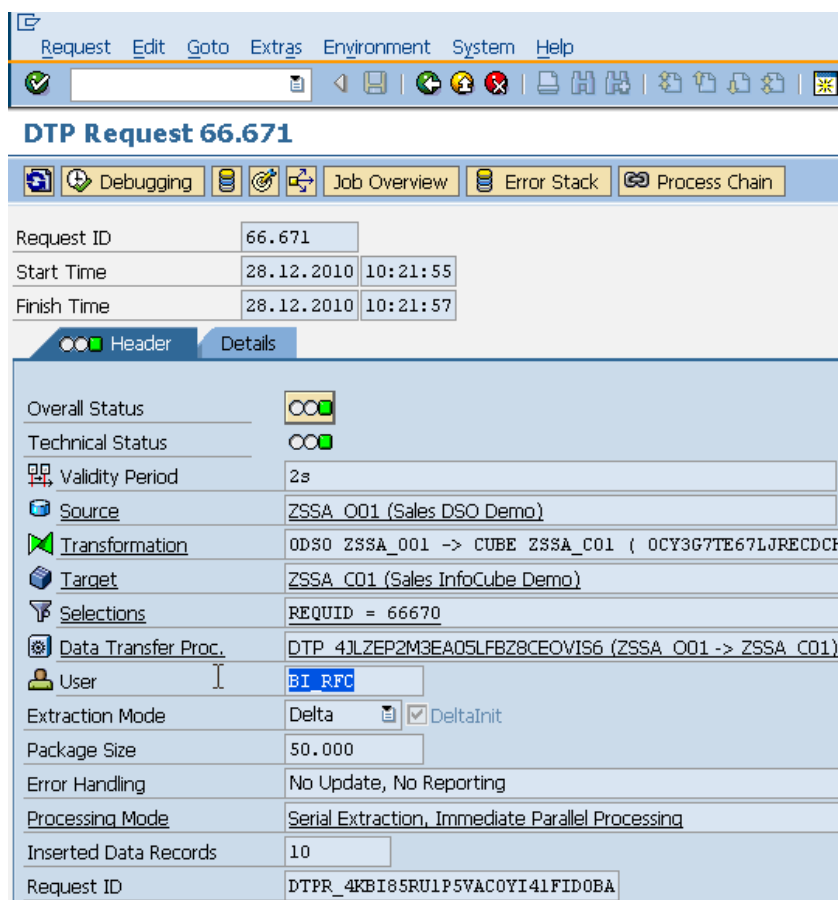 Request Edit Goto Extras Environment System Help
DTP Request 66.671
Debugging Job Overview Error Stack Process Chain
Request ID 66.671
Start Time 28.12.2010 10:21:55
Finish Time 28.12.2010 10:21:57
Header Details
Overall Status
Technical Status
Validity Period 2s
Source ZSSA_O01 (Sales DSO Demo)
Transformation ODSO ZSSA_O01 -> CUBE ZSSA_C01 ( 0CY3G7TE67LJRECDCH
Target ZSSA_C01 (Sales InfoCube Demo)
Selections REQUID = 66670
Data Transfer Proc. DTP_4JLZEP2M3EA05LFBZ8CEOVIS6 (ZSSA_O01 -> ZSSA_C01)
User BI_RFC
Extraction Mode Delta DeltaInit
Package Size 50.000
Error Handling No Update, No Reporting
Processing Mode Serial Extraction, Immediate Parallel Processing
Inserted Data Records 10
Request ID DTPR_4KBI85RU1P5VACOYI41FID0BA